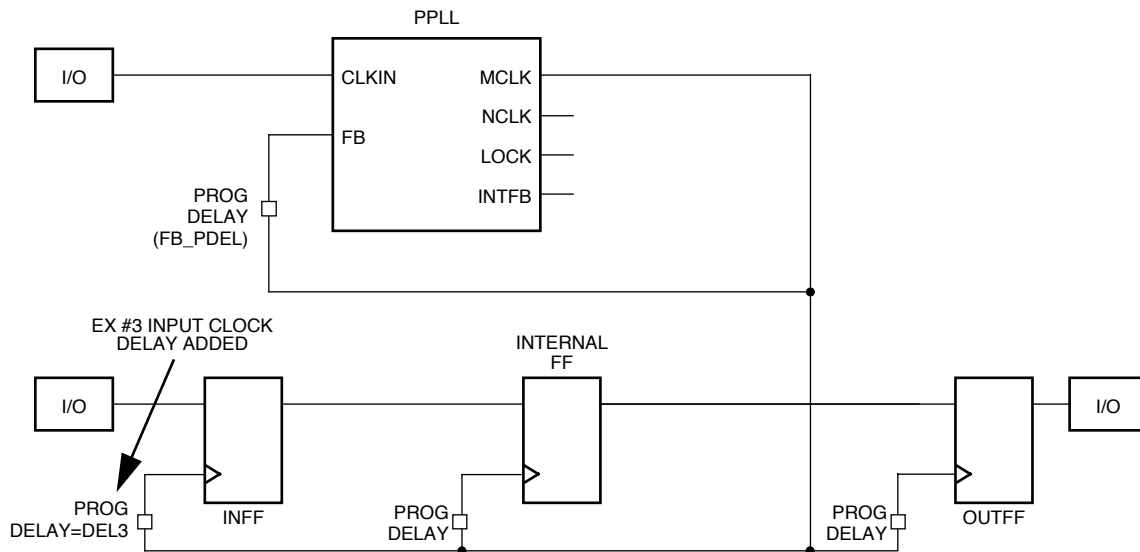 PPLL
I/O
CLKIN
MCLK
NCLK
FB
LOCK
INTFB
PROG
DELAY
(FB_PDEL)
EX #3 INPUT CLOCK
DELAY ADDED
INTERNAL
FF
I/O
I/O
PROG
DELAY=DEL3
INFF
PROG
DELAY
PROG
DELAY
OUTFF